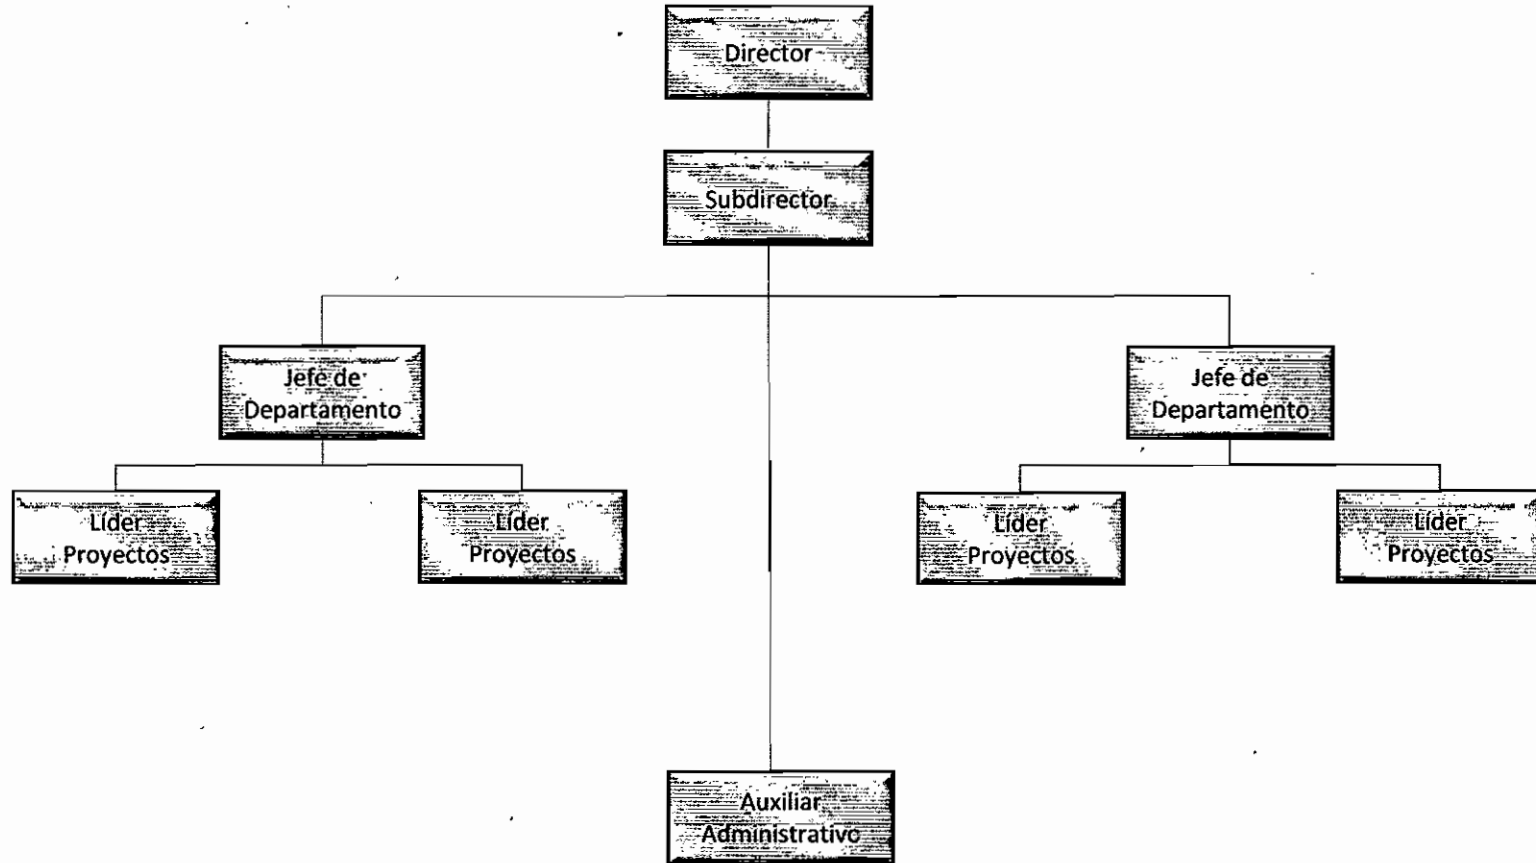 Director
Subdirector
Jefe de
Departamento
Jefe de
Departamento
Líder
Proyectos
Líder
Proyectos
Líder
Proyectos
Líder
Proyectos
Auxiliar
Administrativo